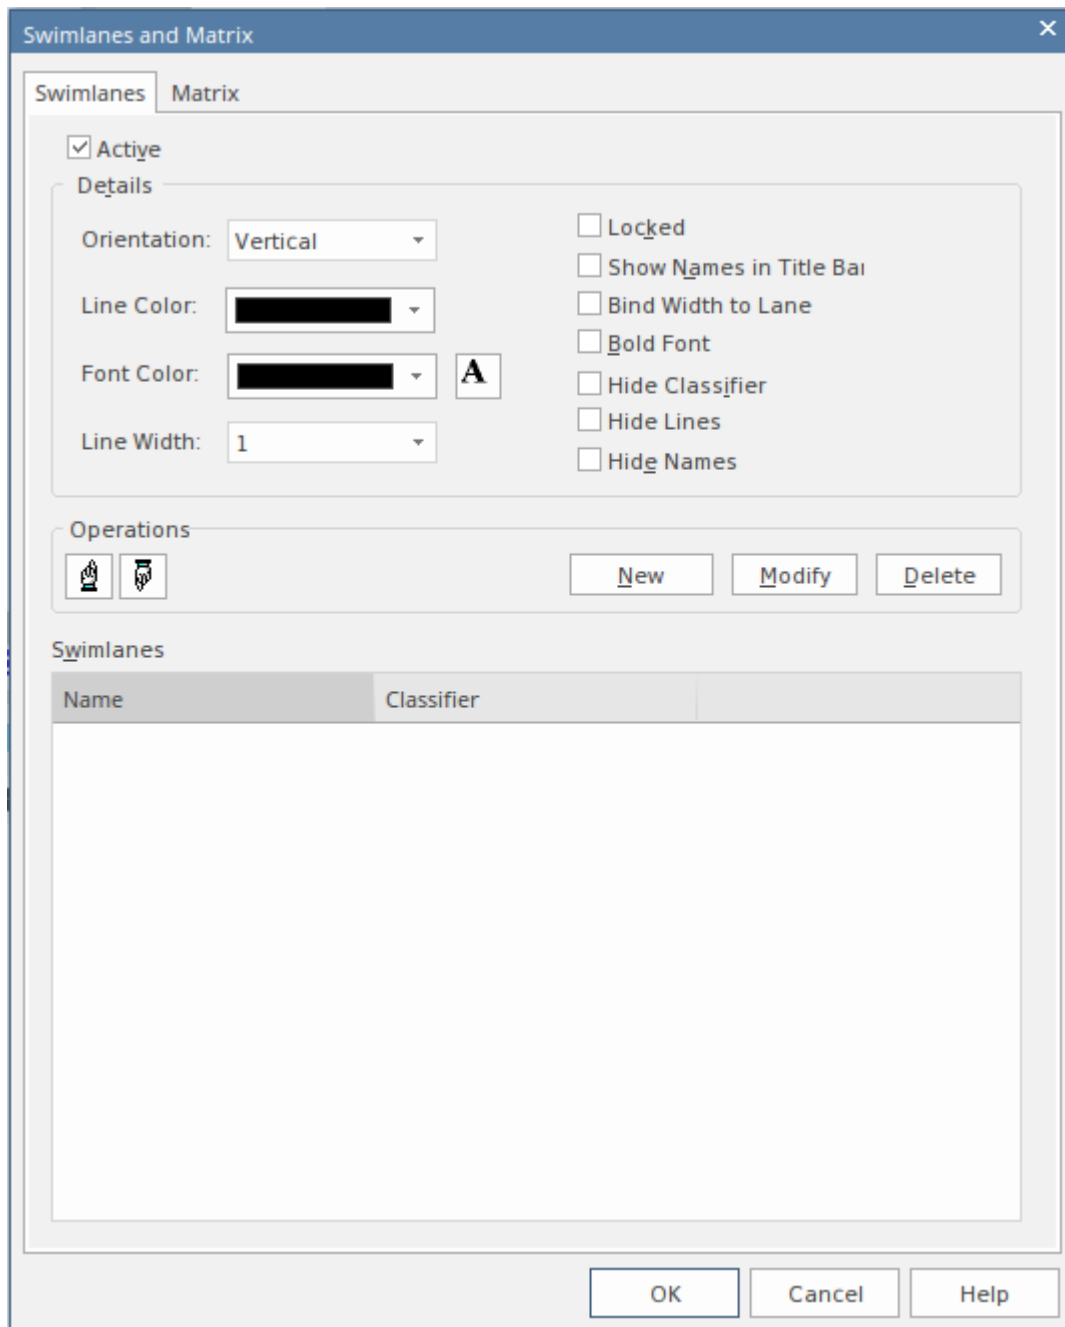 Swimlanes and Matrix
Swimlanes Matrix
Active
Details
Orientation: Vertical
Locked
Show Names in Title Bar
Line Color:
Bind Width to Lane
Bold Font
Font Color: A
Hide Classifier
Hide Lines
Line Width: 1
Hide Names
Operations
New Modify Delete
Swimlanes
Name Classifier
OK Cancel Help